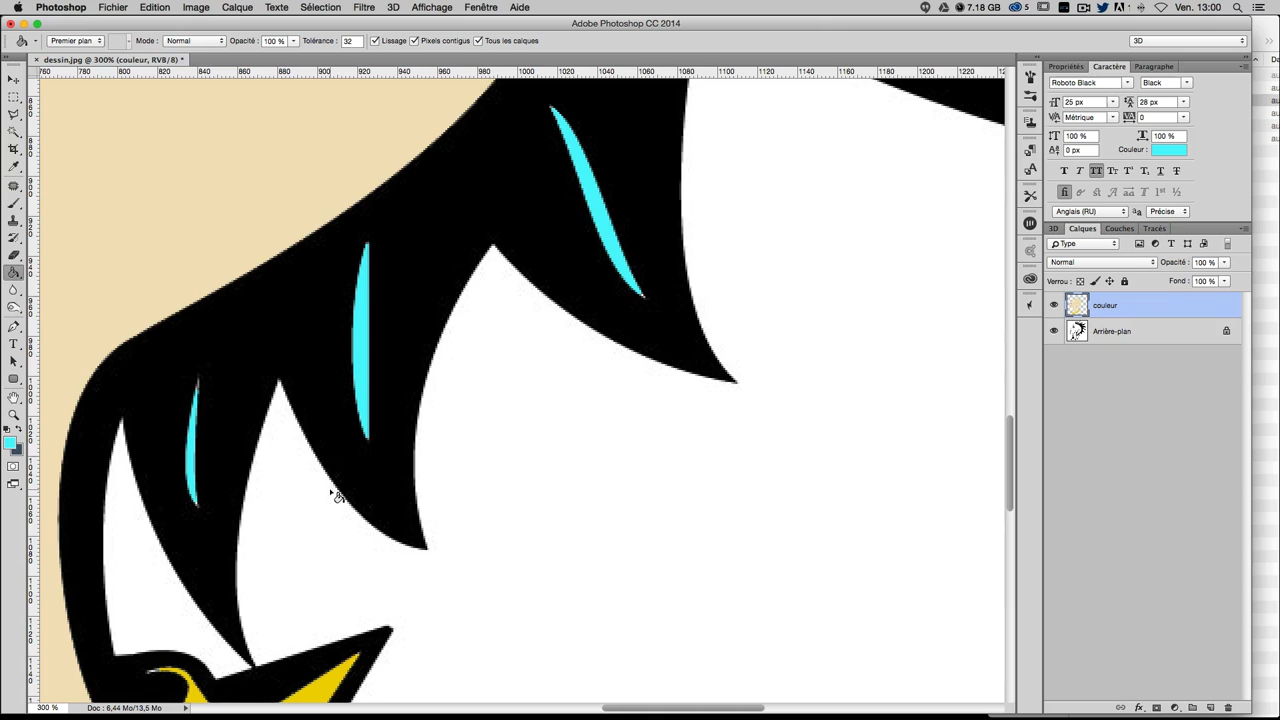 Photoshop Fichier Edition Image Calque Texte Sélection Filtre 3D Affichage Fenêtre Aide 7.18 GB 5 1 Ven. 13:00
Adobe Photoshop CC 2014
Premier plan Mode : Normal Opacité : 100 % Tolérance : 32 Lissage Pixels contigus Tous les calques 3D
× dessin.jpg @ 300% (couleur, RVB/8) *
760 780 800 820 840 860 880 900 920 940 960 980 1000 1020 1040 1060 1080 1100 1120 1140 1160 1180 1200 1220
Propriétés Caractère Paragraphe
Roboto Black Black
25 px 28 px
Métrique 0
100 % 100 %
0 px Couleur :
Anglais (RU) Précise
3D Calques Couches Tracés
Type
Normal Opacité : 100 %
Verrou : Fond : 100 %
couleur
Arrière-plan
300 % Doc : 6,44 Mo/13,5 Mo